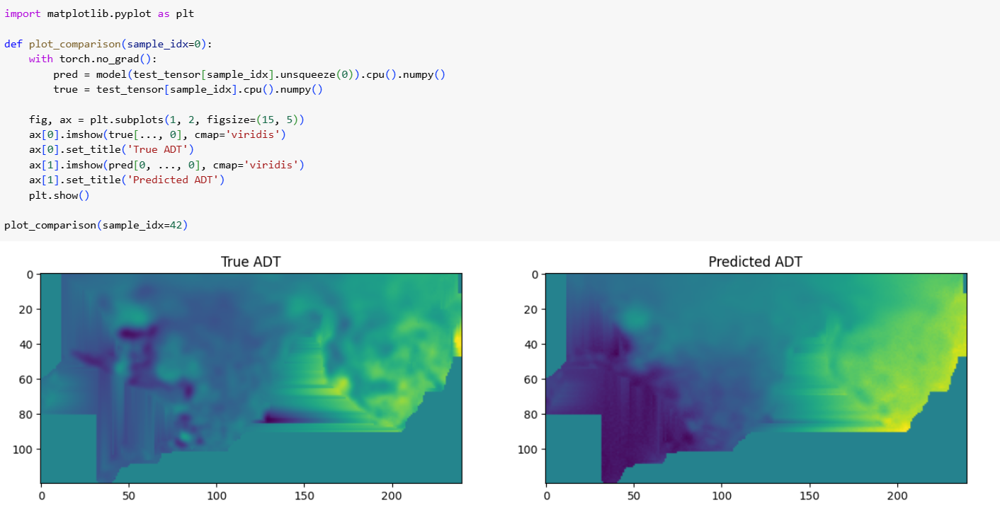 import matplotlib.pyplot as plt
def plot_comparison(sample_idx=0):
    with torch.no_grad():
        pred = model(test_tensor[sample_idx].unsqueeze(0)).cpu().numpy()
        true = test_tensor[sample_idx].cpu().numpy()
    fig, ax = plt.subplots(1, 2, figsize=(15, 5))
    ax[0].imshow(true[..., 0], cmap='viridis')
    ax[0].set_title('True ADT')
    ax[1].imshow(pred[0, ..., 0], cmap='viridis')
    ax[1].set_title('Predicted ADT')
    plt.show()
plot_comparison(sample_idx=42)
True ADT
0
20
40
60
80
100
0 50 100 150 200
Predicted ADT
0
20
40
60
80
100
0 50 100 150 200